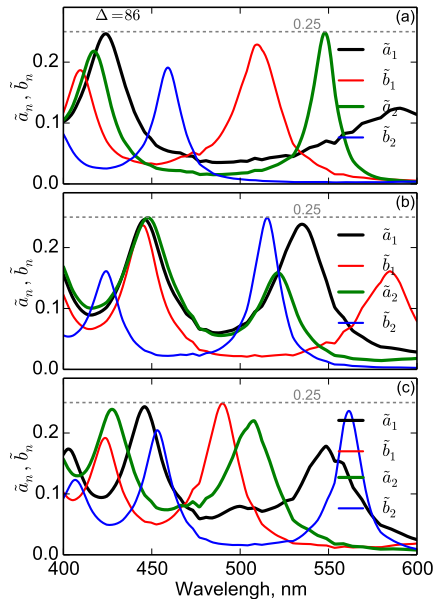 Δ=86
0.25
(a)
0.2
0.1
0.0
ãₙ, b̃ₙ
ã₁
b̃₁
ã₂
b̃₂
0.25
(b)
0.2
0.1
0.0
ãₙ, b̃ₙ
ã₁
b̃₁
ã₂
b̃₂
0.25
(c)
0.2
0.1
0.0
ãₙ, b̃ₙ
ã₁
b̃₁
ã₂
b̃₂
400 450 500 550 600
Wavelengh, nm